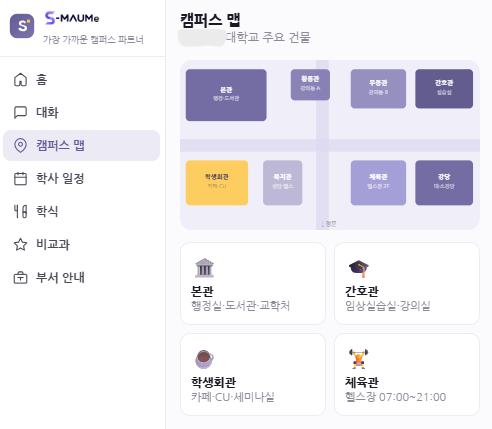 S
S-MAUMe
가장 가까운 캠퍼스 파트너
홈
대화
캠퍼스 맵
학사 일정
학식
비교과
부서 안내
캠퍼스 맵
대학교 주요 건물
본관
행정·도서관
황룡관
강의동 A
우동관
강의동 B
간호관
실습실
학생회관
카페·CU
복지관
상담·헬스
체육관
헬스장 2F
강당
대·소강당
정문
본관
행정실·도서관·교학처
간호관
임상실습실·강의실
학생회관
카페·CU·세미나실
체육관
헬스장 07:00~21:00